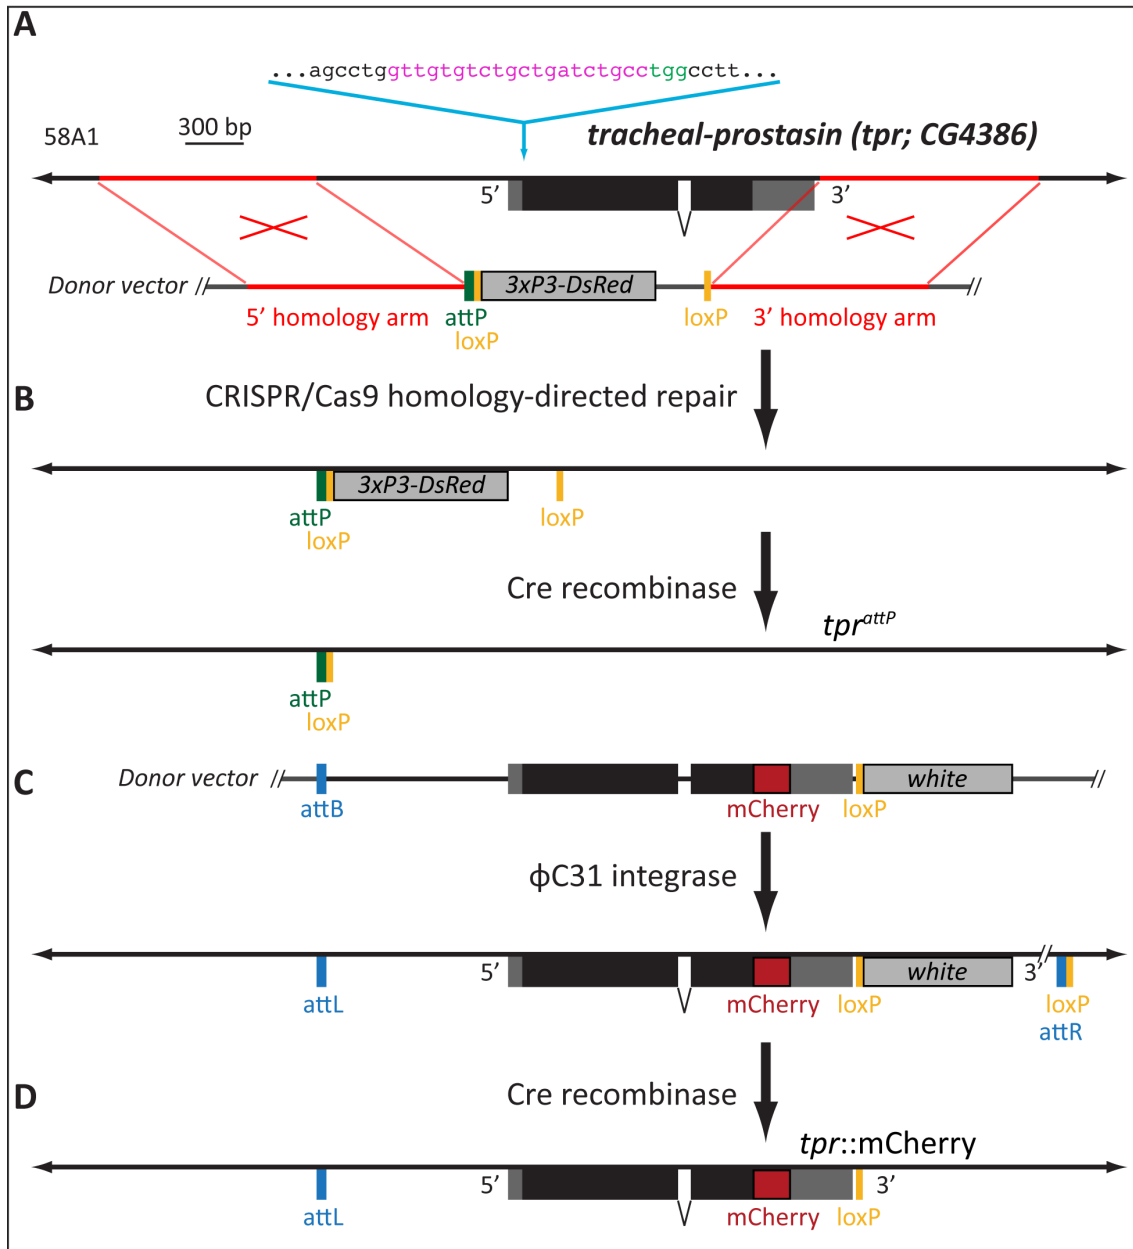 A
...agcctggttgtgtctgctgatctgcctggcctt...
58A1
300 bp
tracheal-prostasin (tpr; CG4386)
5’
3’
Donor vector //
3xP3-DsRed
//
5’ homology arm
attP
loxP
loxP
3’ homology arm
B
CRISPR/Cas9 homology-directed repair
3xP3-DsRed
attP
loxP
loxP
Cre recombinase
tpr^attP
attP
loxP
C
Donor vector //
white
//
attB
mCherry
loxP
ϕC31 integrase
5’
white
3’
//
attL
mCherry
loxP
loxP
attR
D
Cre recombinase
tpr::mCherry
5’
3’
attL
mCherry
loxP